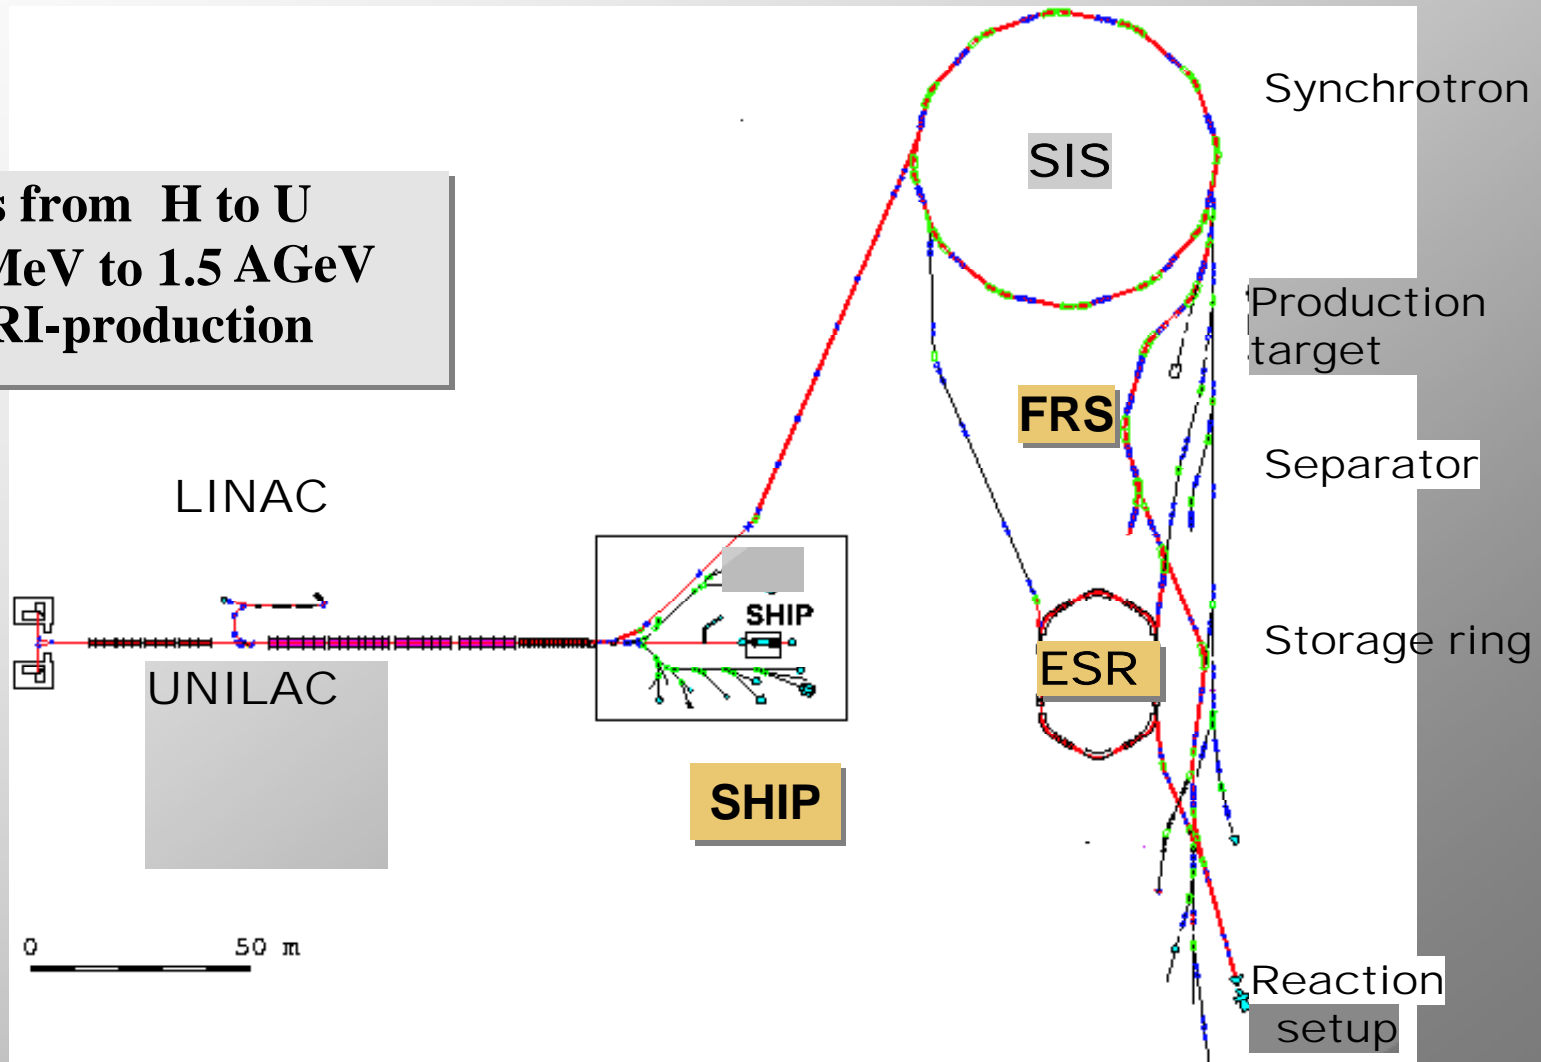 Synchrotron
SIS
s from H to U
MeV to 1.5 AGeV
RI-production
Production
target
FRS
Separator
LINAC
SHIP
Storage ring
ESR
UNILAC
SHIP
0 50 m
Reaction
setup